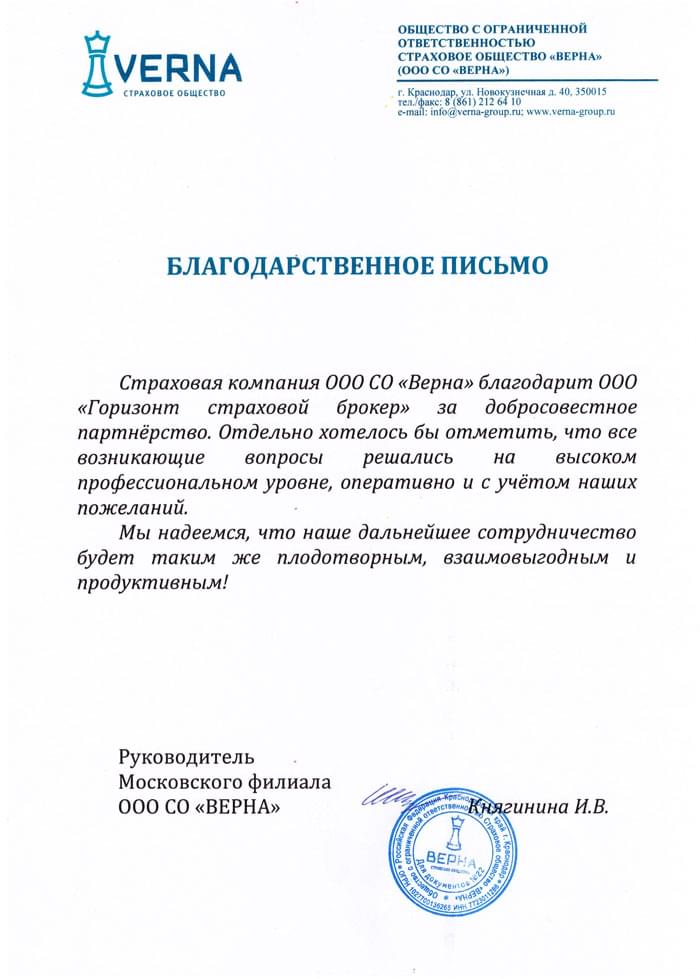 VERNA
СТРАХОВОЕ ОБЩЕСТВО
ОБЩЕСТВО С ОГРАНИЧЕННОЙ
ОТВЕТСТВЕННОСТЬЮ
СТРАХОВОЕ ОБЩЕСТВО «ВЕРНА»
(ООО СО «ВЕРНА»)
г. Краснодар, ул. Новокузнечная д. 40, 350015
тел./факс: 8 (861) 212 64 10
e-mail: info@verna-group.ru; www.verna-group.ru
БЛАГОДАРСТВЕННОЕ ПИСЬМО
Страховая компания ООО СО «Верна» благодарит ООО
«Горизонт страховой брокер» за добросовестное
партнёрство. Отдельно хотелось бы отметить, что все
возникающие вопросы решались на высоком
профессиональном уровне, оперативно и с учётом наших
пожеланий.
Мы надеемся, что наше дальнейшее сотрудничество
будет таким же плодотворным, взаимовыгодным и
продуктивным!
Руководитель
Московского филиала
ООО СО «ВЕРНА»
Княгинина И.В.
Российская Федерация Краснодарский край г. Краснодар
Общество с ограниченной ответственностью Страховое общество «ВЕРНА»
ВЕРНА
СТРАХОВОЕ ОБЩЕСТВО
Для документов №22
ОГРН 1027700136265 ИНН 7723011286